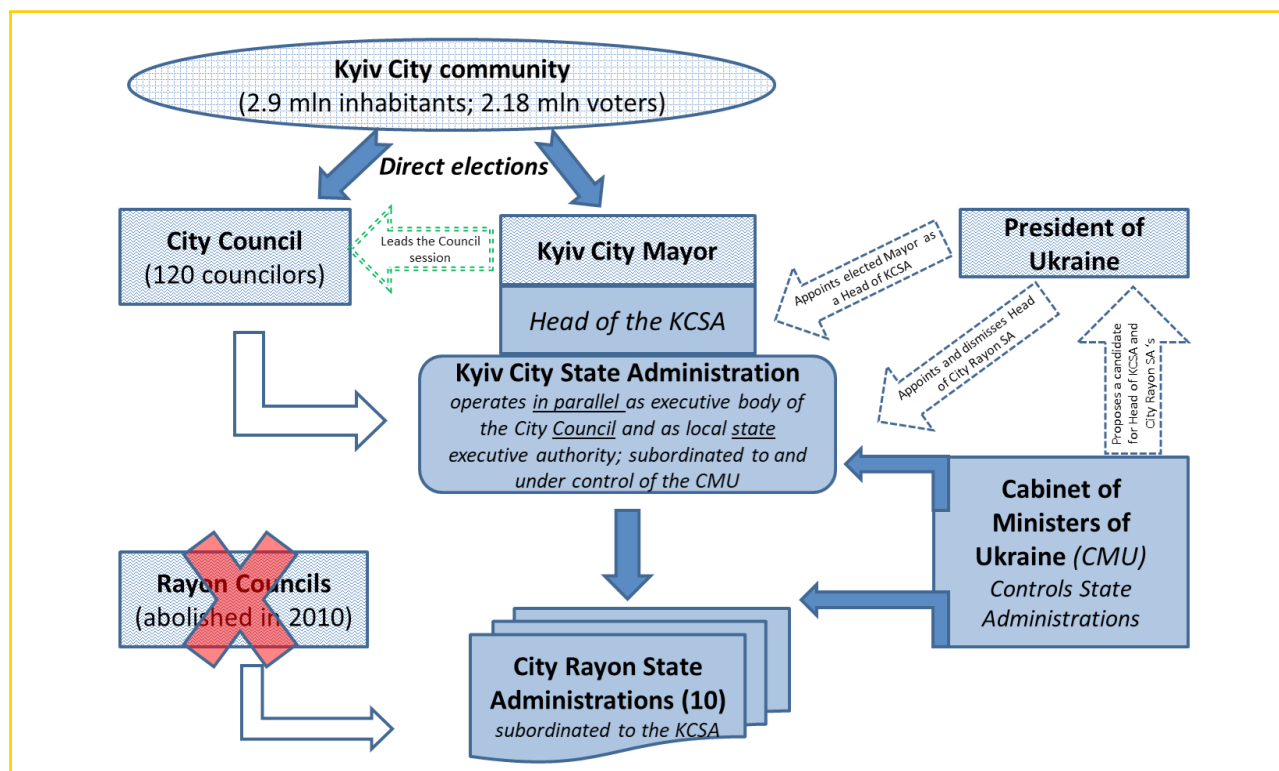 Kyiv City community
(2.9 mln inhabitants; 2.18 mln voters)
Direct elections
City Council
(120 councilors)
Leads the Council
session
Kyiv City Mayor
Head of the KCSA
Appoints elected Mayor as
a Head of KCSA
President of
Ukraine
Appoints and dismisses Head
of City Rayon SA
Proposes a candidate
for Head of KCSA and
City Rayon SA 's
Kyiv City State Administration
operates in parallel as executive body of
the City Council and as local state
executive authority; subordinated to and
under control of the CMU
Cabinet of
Ministers of
Ukraine (CMU)
Controls State
Administrations
Rayon Councils
(abolished in 2010)
City Rayon State
Administrations (10)
subordinated to the KCSA